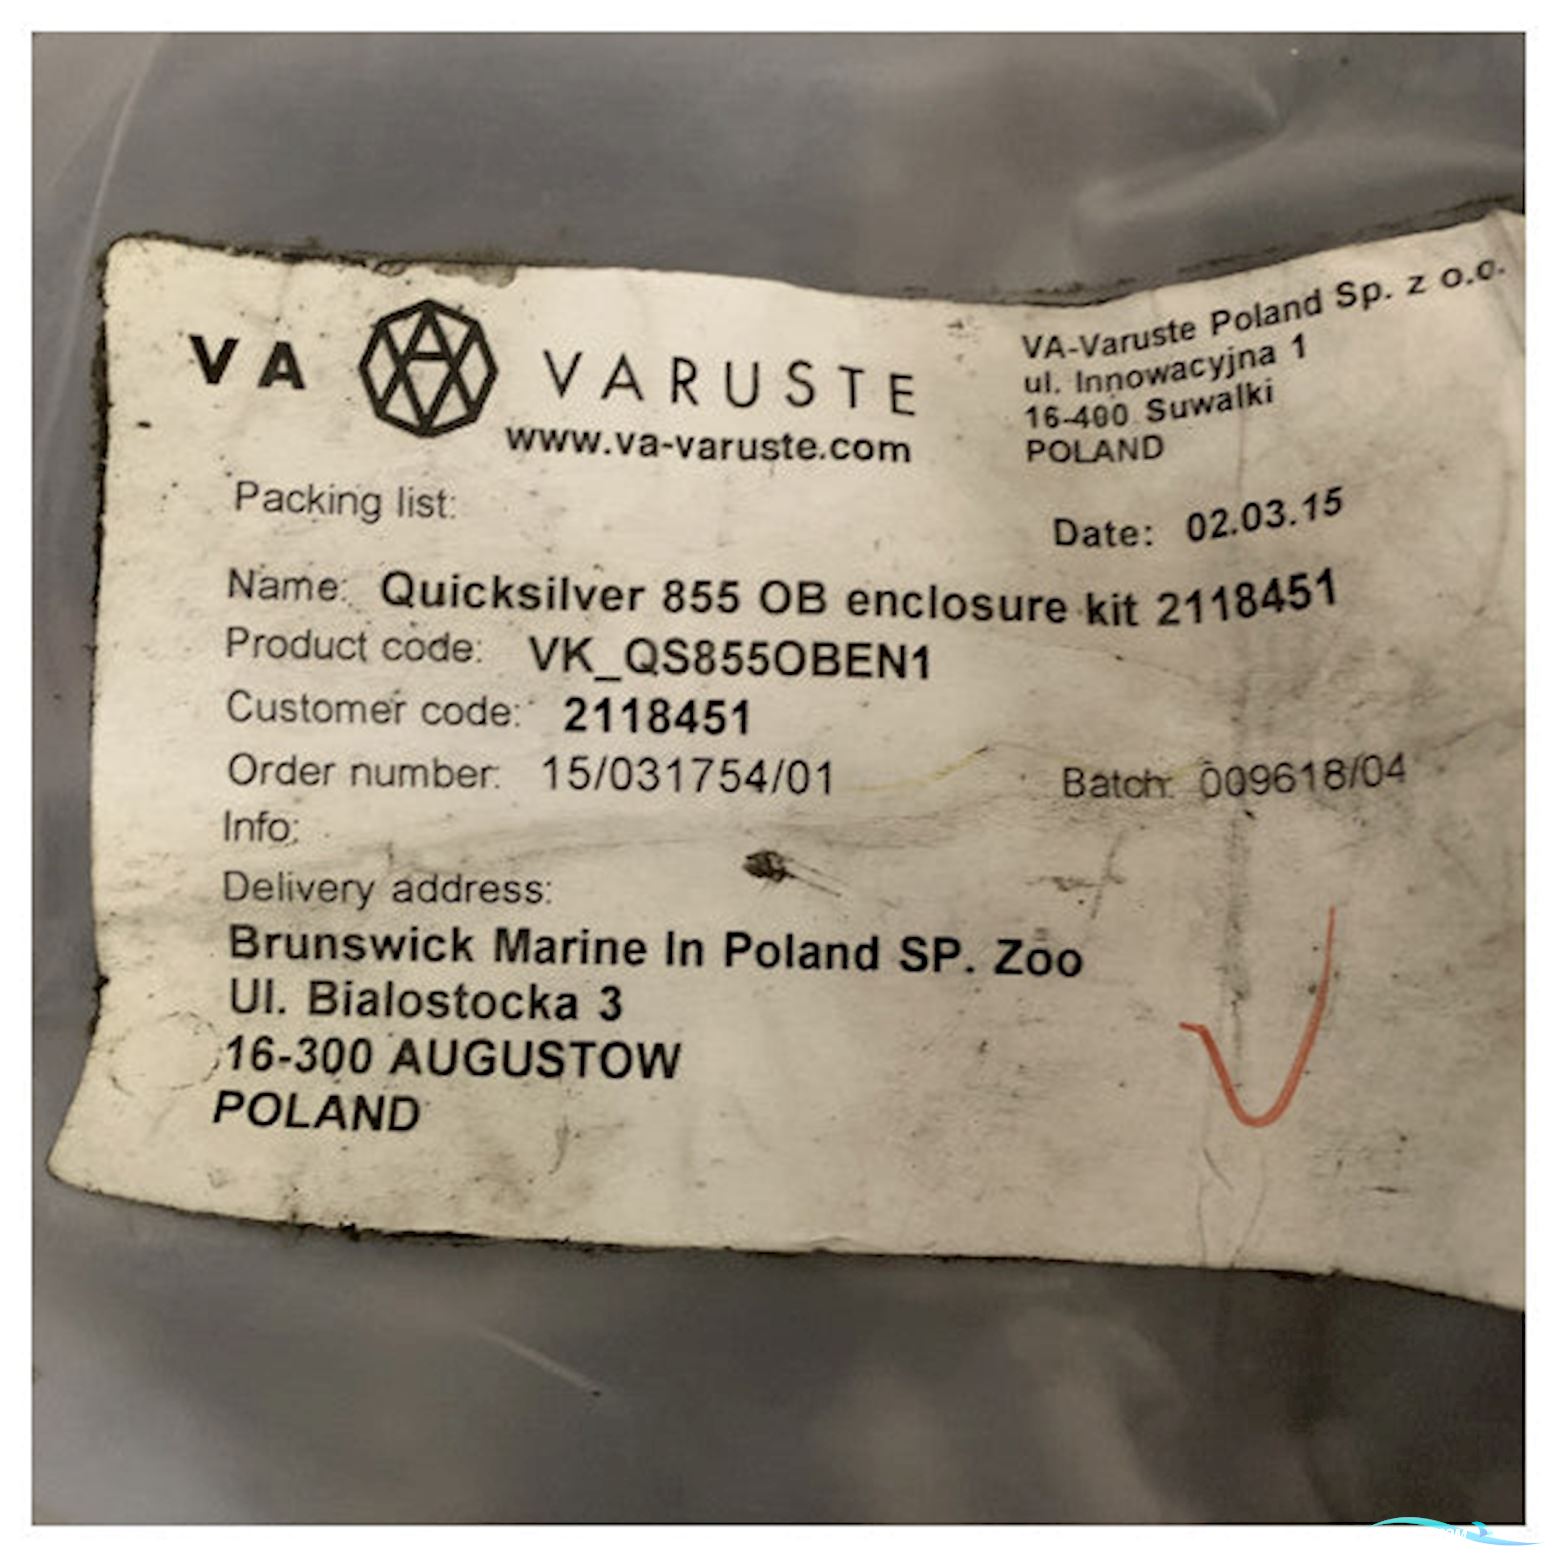 VA VARUSTE
www.va-varuste.com
VA-Varuste Poland Sp. z o.o.
ul. Innowacyjna 1
16-400 Suwalki
POLAND
Packing list:
Date: 02.03.15
Name: Quicksilver 855 OB enclosure kit 2118451
Product code: VK_QS855OBEN1
Customer code: 2118451
Order number: 15/031754/01 Batch: 009618/04
Info:
Delivery address:
Brunswick Marine In Poland SP. Zoo
Ul. Bialostocka 3
16-300 AUGUSTOW
POLAND